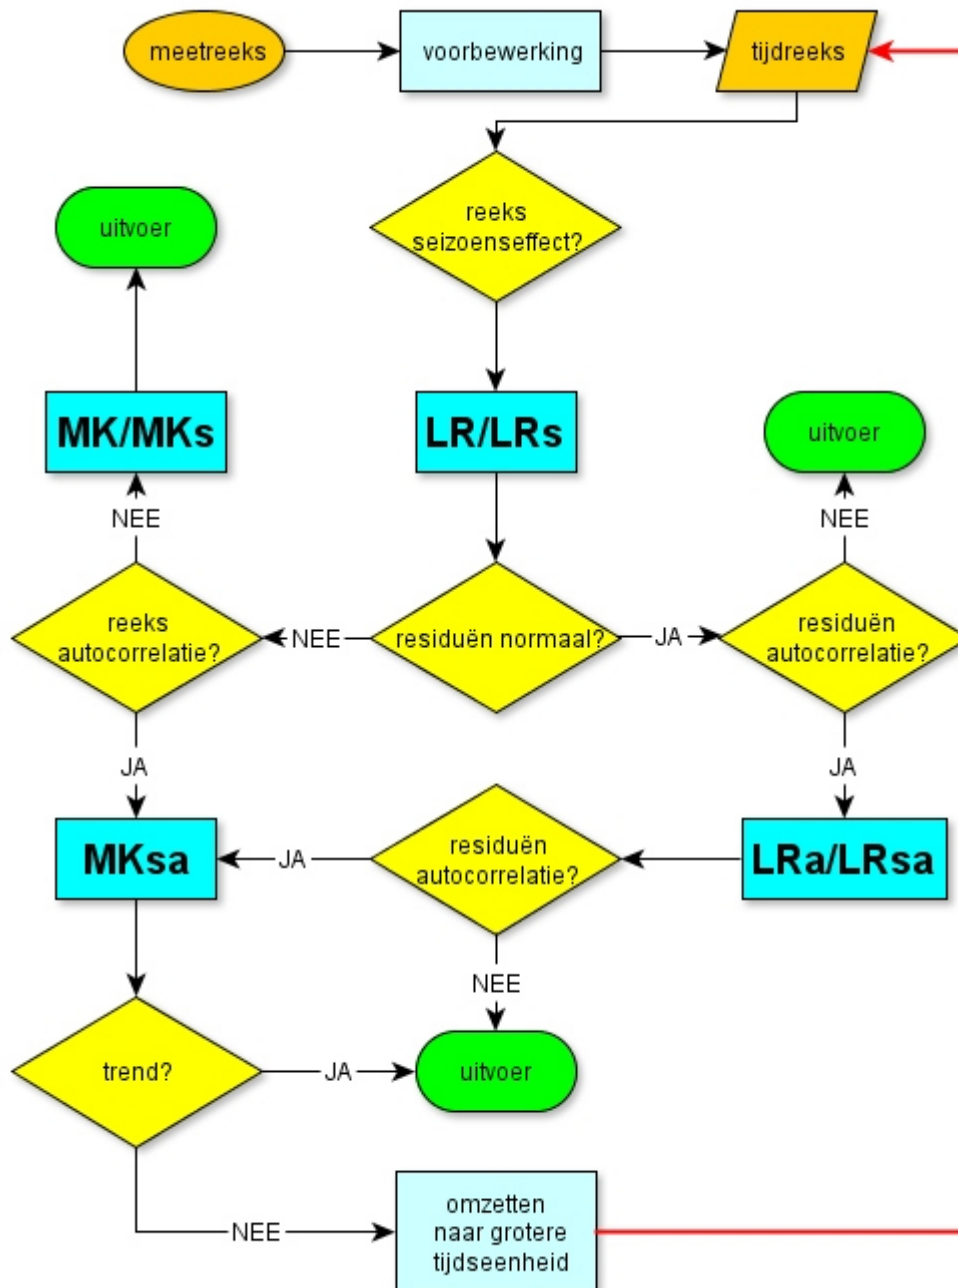 meetreeks
voorbewerking
tijdreeks
reeks
seizoenseffect?
uitvoer
MK/MKs
LR/LRs
uitvoer
NEE
NEE
reeks
autocorrelatie?
NEE
residuën normaal?
JA
residuën
autocorrelatie?
JA
JA
MKsa
JA
residuën
autocorrelatie?
LRa/LRsa
NEE
trend?
JA
uitvoer
NEE
omzetten
naar grotere
tijdseenheid